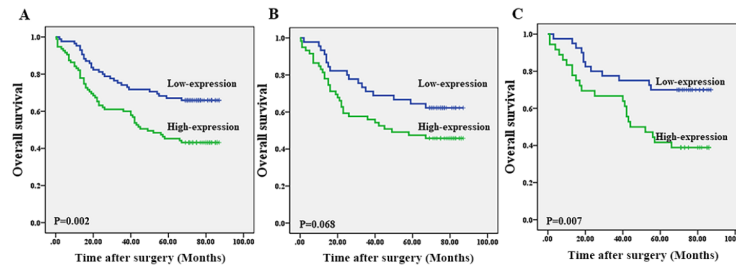 A
B
C
Overall survival
1.0
0.8
0.6
0.4
0.2
0.0
Low-expression
High-expression
P=0.002
.00 20.00 40.00 60.00 80.00 100.00
Time after surgery (Months)
Overall survival
1.0
0.8
0.6
0.4
0.2
0.0
Low-expression
High-expression
P=0.068
.00 20.00 40.00 60.00 80.00 100.00
Time after surgery (Months)
Overall survival
1.0
0.8
0.6
0.4
0.2
0.0
Low-expression
High-expression
P=0.007
.00 20.00 40.00 60.00 80.00 100.00
Time after surgery (Months)